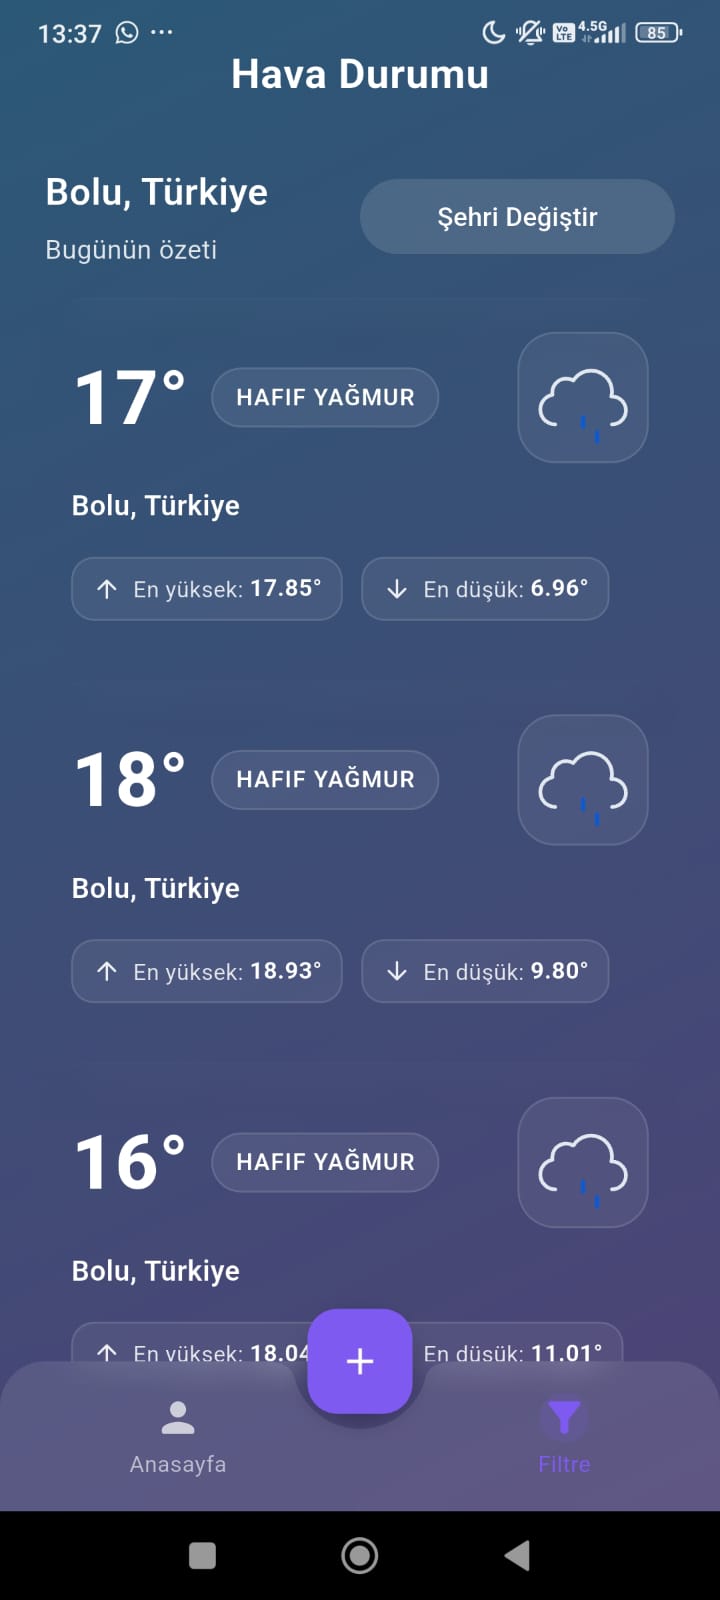 13:37 ... Vo LTE 4.5G 85
Hava Durumu
Bolu, Türkiye
Şehri Değiştir
Bugünün özeti
17° HAFIF YAĞMUR
Bolu, Türkiye
En yüksek: 17.85° En düşük: 6.96°
18° HAFIF YAĞMUR
Bolu, Türkiye
En yüksek: 18.93° En düşük: 9.80°
16° HAFIF YAĞMUR
Bolu, Türkiye
En yüksek: 18.04 En düşük: 11.01°
+
Anasayfa Filtre